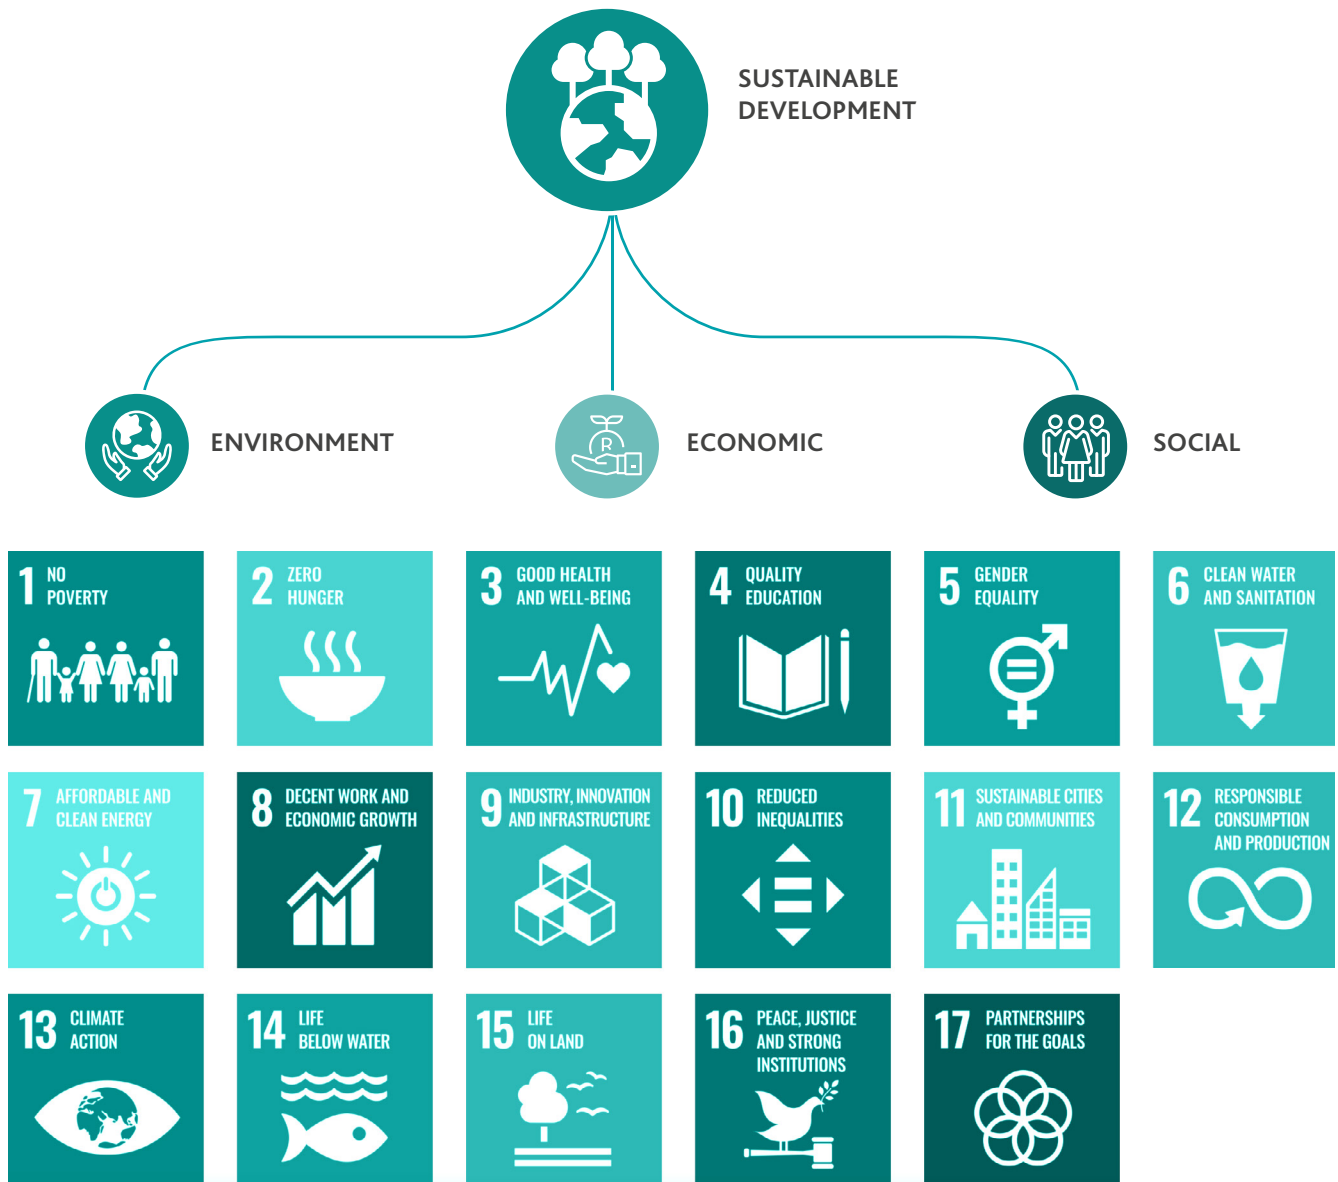 SUSTAINABLE
DEVELOPMENT
ENVIRONMENT
ECONOMIC
SOCIAL
R
1 NO
POVERTY
2 ZERO
HUNGER
3 GOOD HEALTH
AND WELL-BEING
4 QUALITY
EDUCATION
5 GENDER
EQUALITY
6 CLEAN WATER
AND SANITATION
7 AFFORDABLE AND
CLEAN ENERGY
8 DECENT WORK AND
ECONOMIC GROWTH
9 INDUSTRY, INNOVATION
AND INFRASTRUCTURE
10 REDUCED
INEQUALITIES
11 SUSTAINABLE CITIES
AND COMMUNITIES
12 RESPONSIBLE
CONSUMPTION
AND PRODUCTION
13 CLIMATE
ACTION
14 LIFE
BELOW WATER
15 LIFE
ON LAND
16 PEACE, JUSTICE
AND STRONG
INSTITUTIONS
17 PARTNERSHIPS
FOR THE GOALS